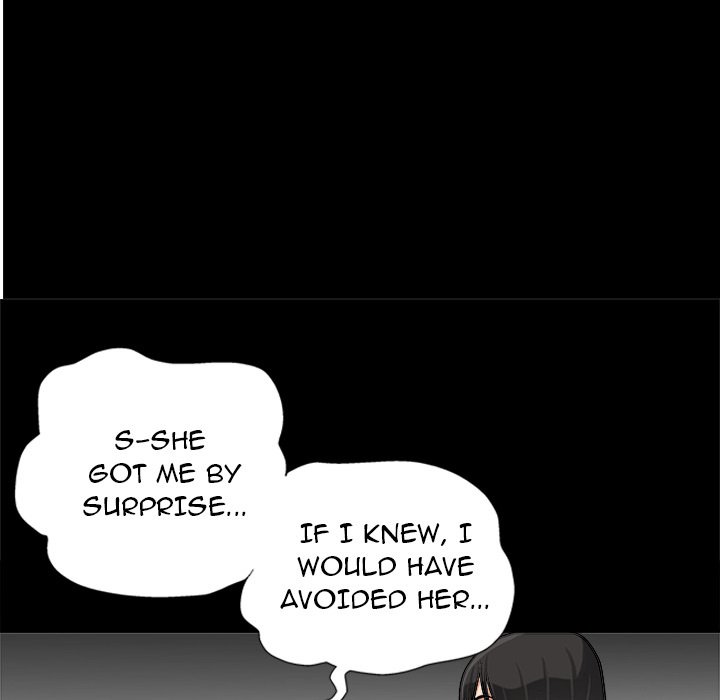 S-SHE
GOT ME BY
SURPRISE...
IF I KNEW, I
WOULD HAVE
AVOIDED HER...